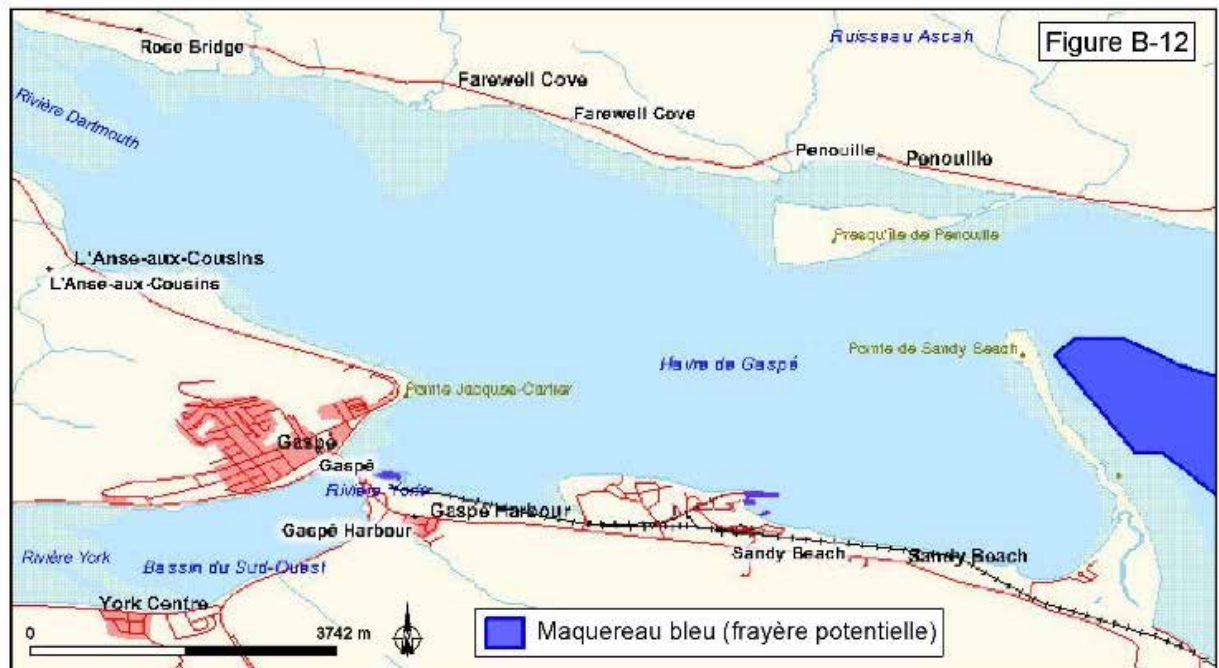 Figure B-12
Ruisseau Ascah
Rose Bridge
Farewell Cove
Rivière Dartmouth
Farewell Cove
Penouille
Penouille
Presqu'île de Penouille
L'Anse-aux-Cousins
L'Anse-aux-Cousins
Pointe de Sandy Beach
Havre de Gaspé
Pointe Jacques-Cartier
Gaspé
Gaspé
Rivière York
Gaspé Harbour
Gaspé Harbour
Sandy Beach
Sandy Beach
Rivière York
Bassin du Sud-Ouest
York Centre
0 3742 m
Maquereau bleu (frayère potentielle)